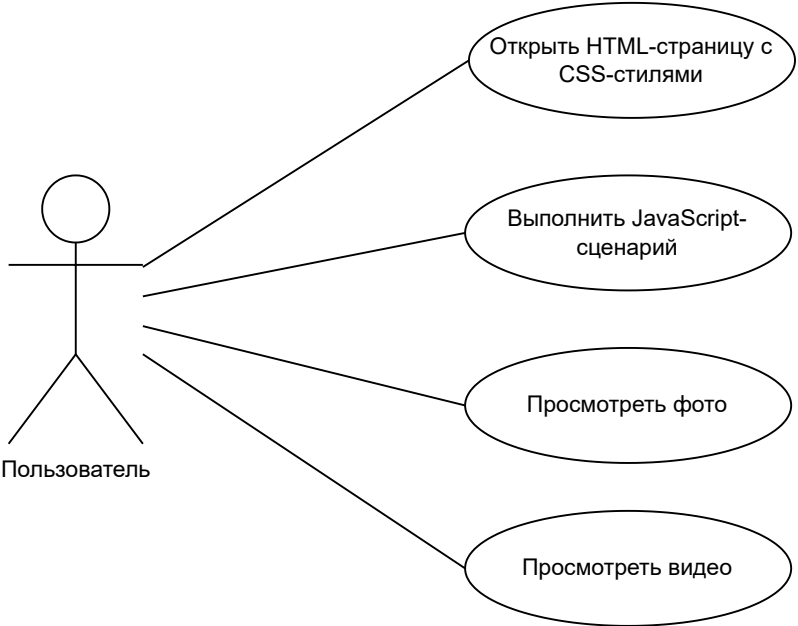 Открыть HTML-страницу с
CSS-стилями
Выполнить JavaScript-
сценарий
Просмотреть фото
Пользователь
Просмотреть видео